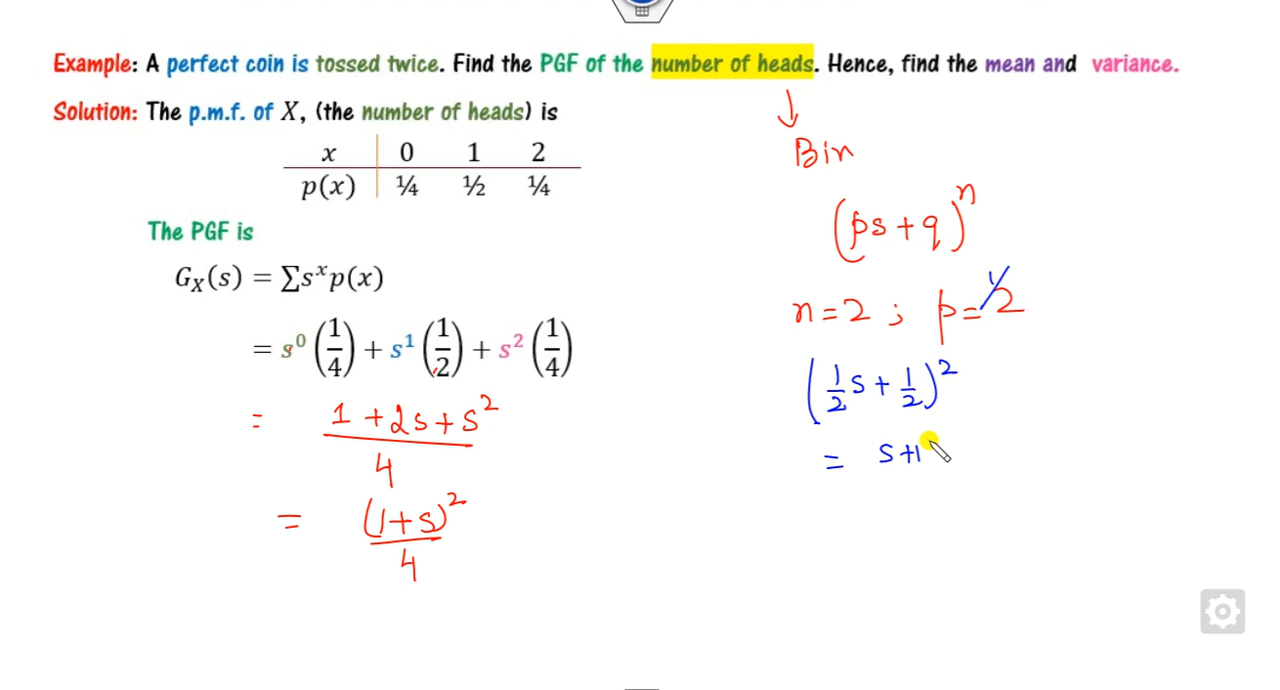 Example: A perfect coin is tossed twice. Find the PGF of the number of heads. Hence, find the mean and variance.
Solution: The p.m.f. of X, (the number of heads) is
x 0 1 2
p(x) ¼ ½ ¼
The PGF is
G_X(s) = ∑s^x p(x)
= s^0 (1/4) + s^1 (1/2) + s^2 (1/4)
= (1 + 2s + s^2)/4
= (1+s)^2/4
↓
Bin
(ps + q)^n
n = 2 ; p = 1/2
(1/2 s + 1/2)^2
= s+1